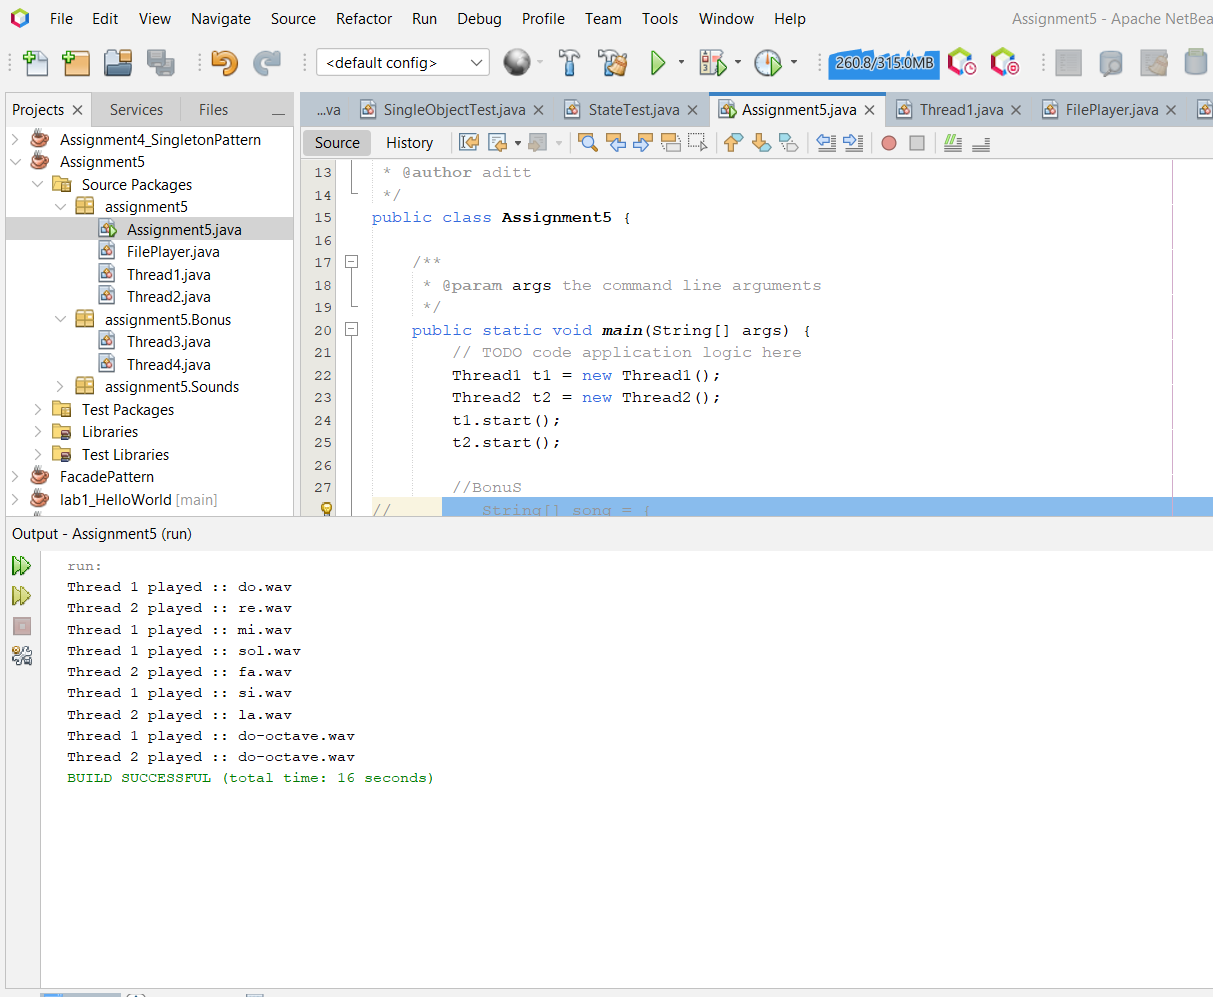 File Edit View Navigate Source Refactor Run Debug Profile Team Tools Window Help Assignment5 - Apache NetBea
<default config> 260.8/315.0MB
Projects Services Files
...va SingleObjectTest.java StateTest.java Assignment5.java Thread1.java FilePlayer.java
Source History
Assignment4_SingletonPattern
Assignment5
Source Packages
assignment5
Assignment5.java
FilePlayer.java
Thread1.java
Thread2.java
assignment5.Bonus
Thread3.java
Thread4.java
assignment5.Sounds
Test Packages
Libraries
Test Libraries
FacadePattern
lab1_HelloWorld [main]
13 * @author aditt
14 */
15 public class Assignment5 {
16
17 /**
18 * @param args the command line arguments
19 */
20 public static void main(String[] args) {
21 // TODO code application logic here
22 Thread1 t1 = new Thread1();
23 Thread2 t2 = new Thread2();
24 t1.start();
25 t2.start();
26
27 //BonuS
// String[] song = {
Output - Assignment5 (run)
run:
Thread 1 played :: do.wav
Thread 2 played :: re.wav
Thread 1 played :: mi.wav
Thread 1 played :: sol.wav
Thread 2 played :: fa.wav
Thread 1 played :: si.wav
Thread 2 played :: la.wav
Thread 1 played :: do-octave.wav
Thread 2 played :: do-octave.wav
BUILD SUCCESSFUL (total time: 16 seconds)